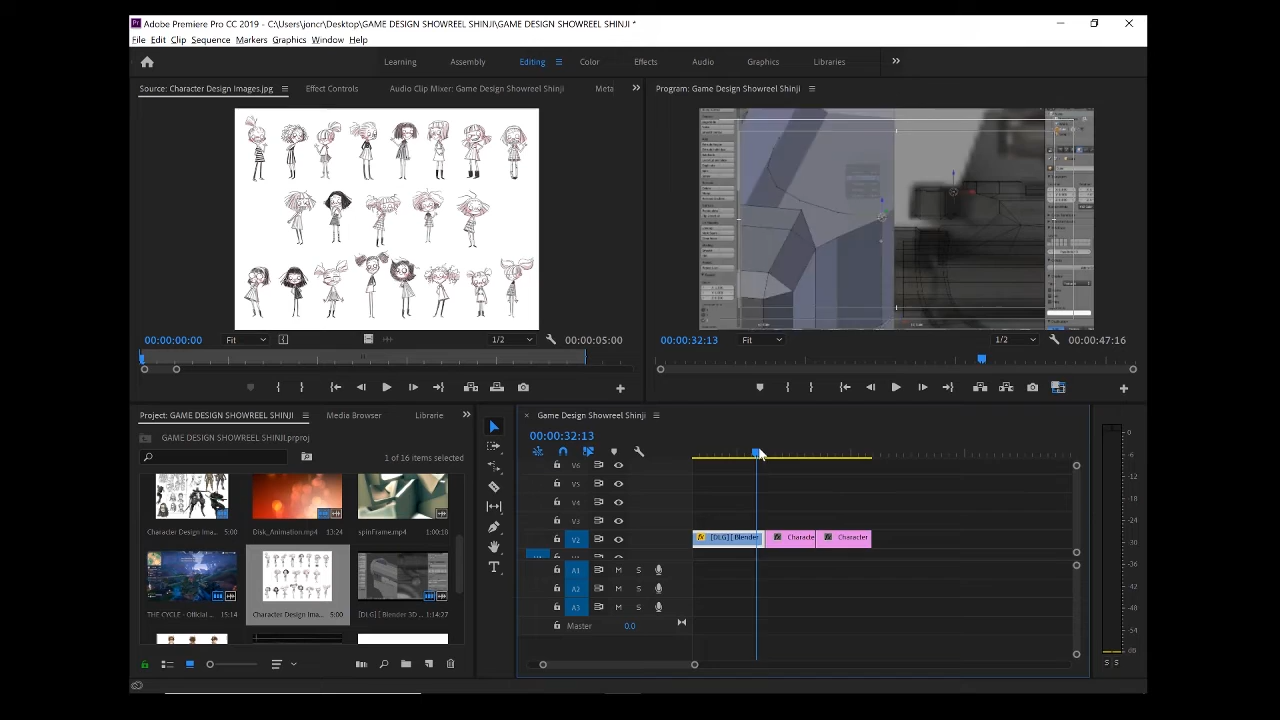 Adobe Premiere Pro CC 2019 - C:\Users\joncr\Desktop\GAME DESIGN SHOWREEL SHINJI\GAME DESIGN SHOWREEL SHINJI *
File Edit Clip Sequence Markers Graphics Window Help
Learning Assembly Editing Color Effects Audio Graphics Libraries
Source: Character Design Images.jpg Effect Controls Audio Clip Mixer: Game Design Showreel Shinji Meta
Program: Game Design Showreel Shinji
00:00:00:00 Fit 1/2 00:00:05:00
00:00:32:13 Fit 1/2 00:00:47:16
Project: GAME DESIGN SHOWREEL SHINJI Media Browser Librarie
GAME DESIGN SHOWREEL SHINJI.prproj
1 of 16 items selected
Character Design Ima... 5:00 Disk_Animation.mp4 13:24 spinFrame.mp4 1:00:18
THE CYCLE - Official ... 15:14 Character Design Ima... 5:00 [DLG] [ Blender 3D ... 1:14:27
× Game Design Showreel Shinji
00:00:32:13
V6
V5
V4
V3
V2 [DLG] [ Blender Characte Character
A1 M S
A2 M S
A3 M S
Master 0.0
0
-6
-12
-18
-24
-30
-36
-42
-48
-54
dB
S S